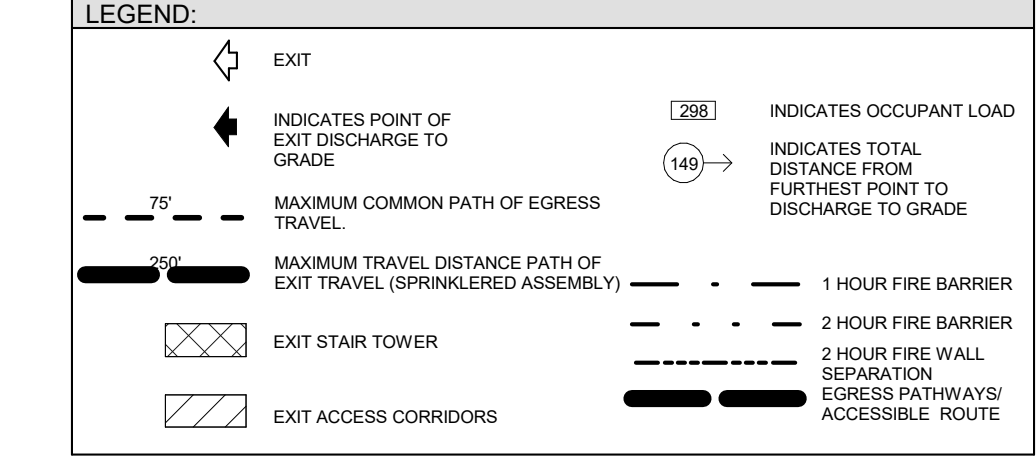 LEGEND:
EXIT
INDICATES POINT OF
EXIT DISCHARGE TO
GRADE
75'
MAXIMUM COMMON PATH OF EGRESS
TRAVEL.
250'
MAXIMUM TRAVEL DISTANCE PATH OF
EXIT TRAVEL (SPRINKLERED ASSEMBLY)
EXIT STAIR TOWER
EXIT ACCESS CORRIDORS
298
INDICATES OCCUPANT LOAD
149
INDICATES TOTAL
DISTANCE FROM
FURTHEST POINT TO
DISCHARGE TO GRADE
1 HOUR FIRE BARRIER
2 HOUR FIRE BARRIER
2 HOUR FIRE WALL
SEPARATION
EGRESS PATHWAYS/
ACCESSIBLE ROUTE